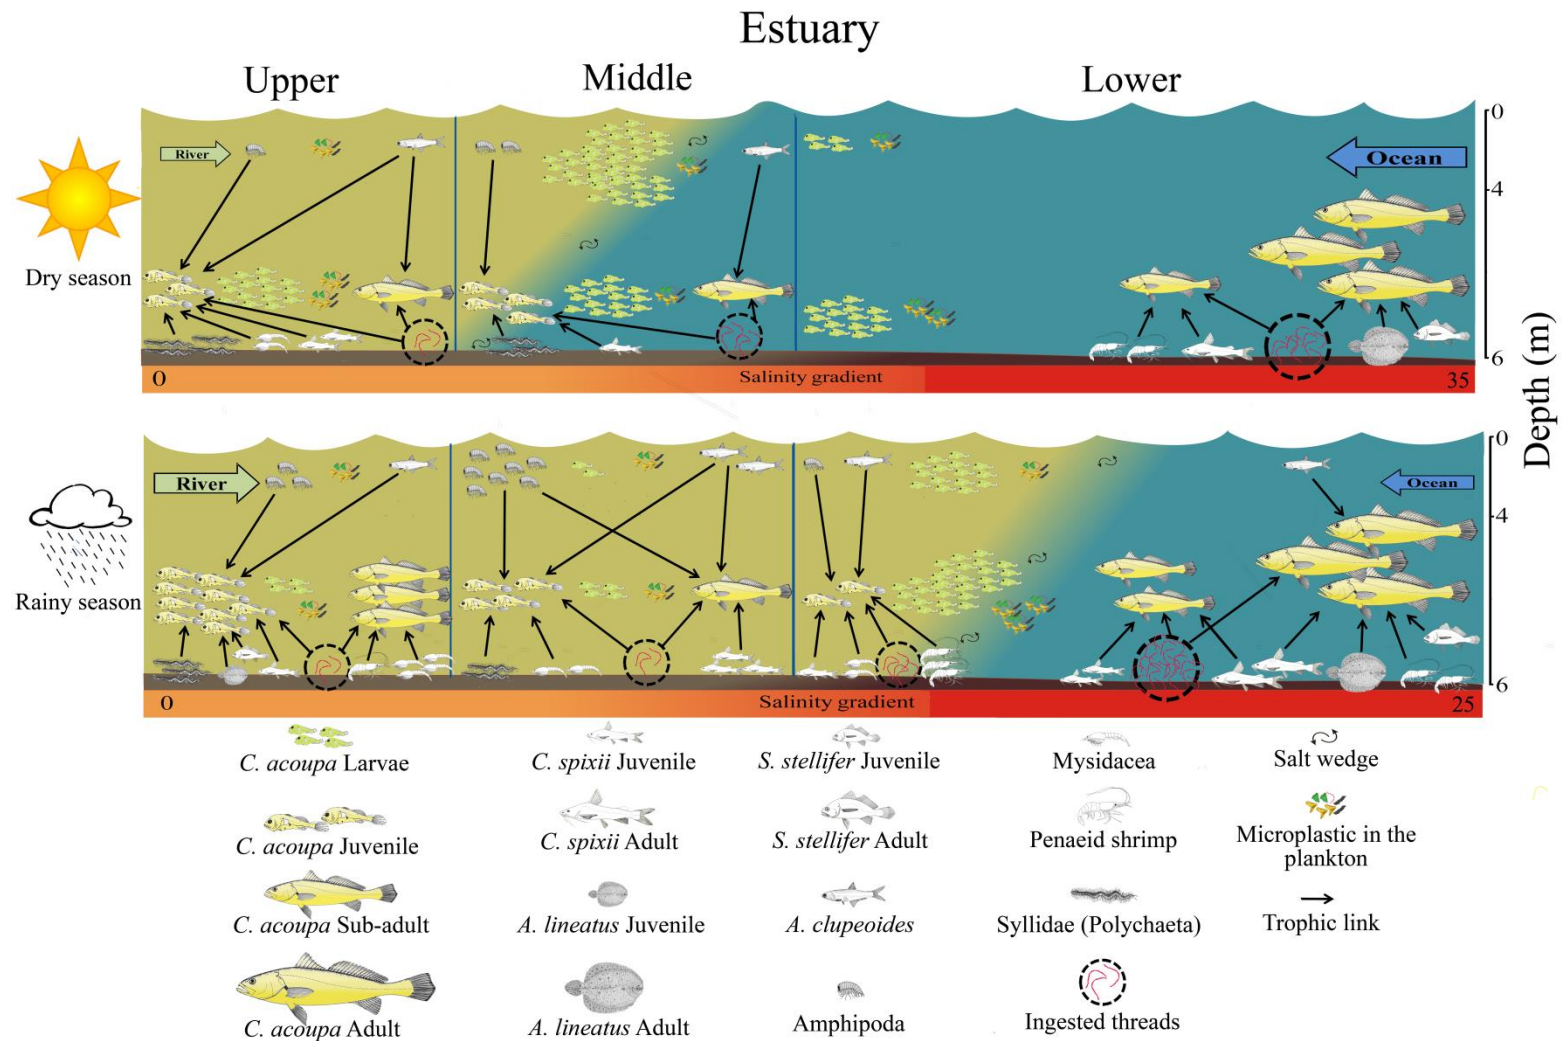 Estuary
Upper
Middle
Lower
River
Ocean
0
4
6
Depth (m)
Dry season
0
Salinity gradient
35
River
Ocean
0
4
6
Rainy season
0
Salinity gradient
25
C. acoupa Larvae
C. spixii Juvenile
S. stellifer Juvenile
Mysidacea
Salt wedge
C. acoupa Juvenile
C. spixii Adult
S. stellifer Adult
Penaeid shrimp
Microplastic in the
plankton
C. acoupa Sub-adult
A. lineatus Juvenile
A. clupeoides
Syllidae (Polychaeta)
Trophic link
C. acoupa Adult
A. lineatus Adult
Amphipoda
Ingested threads